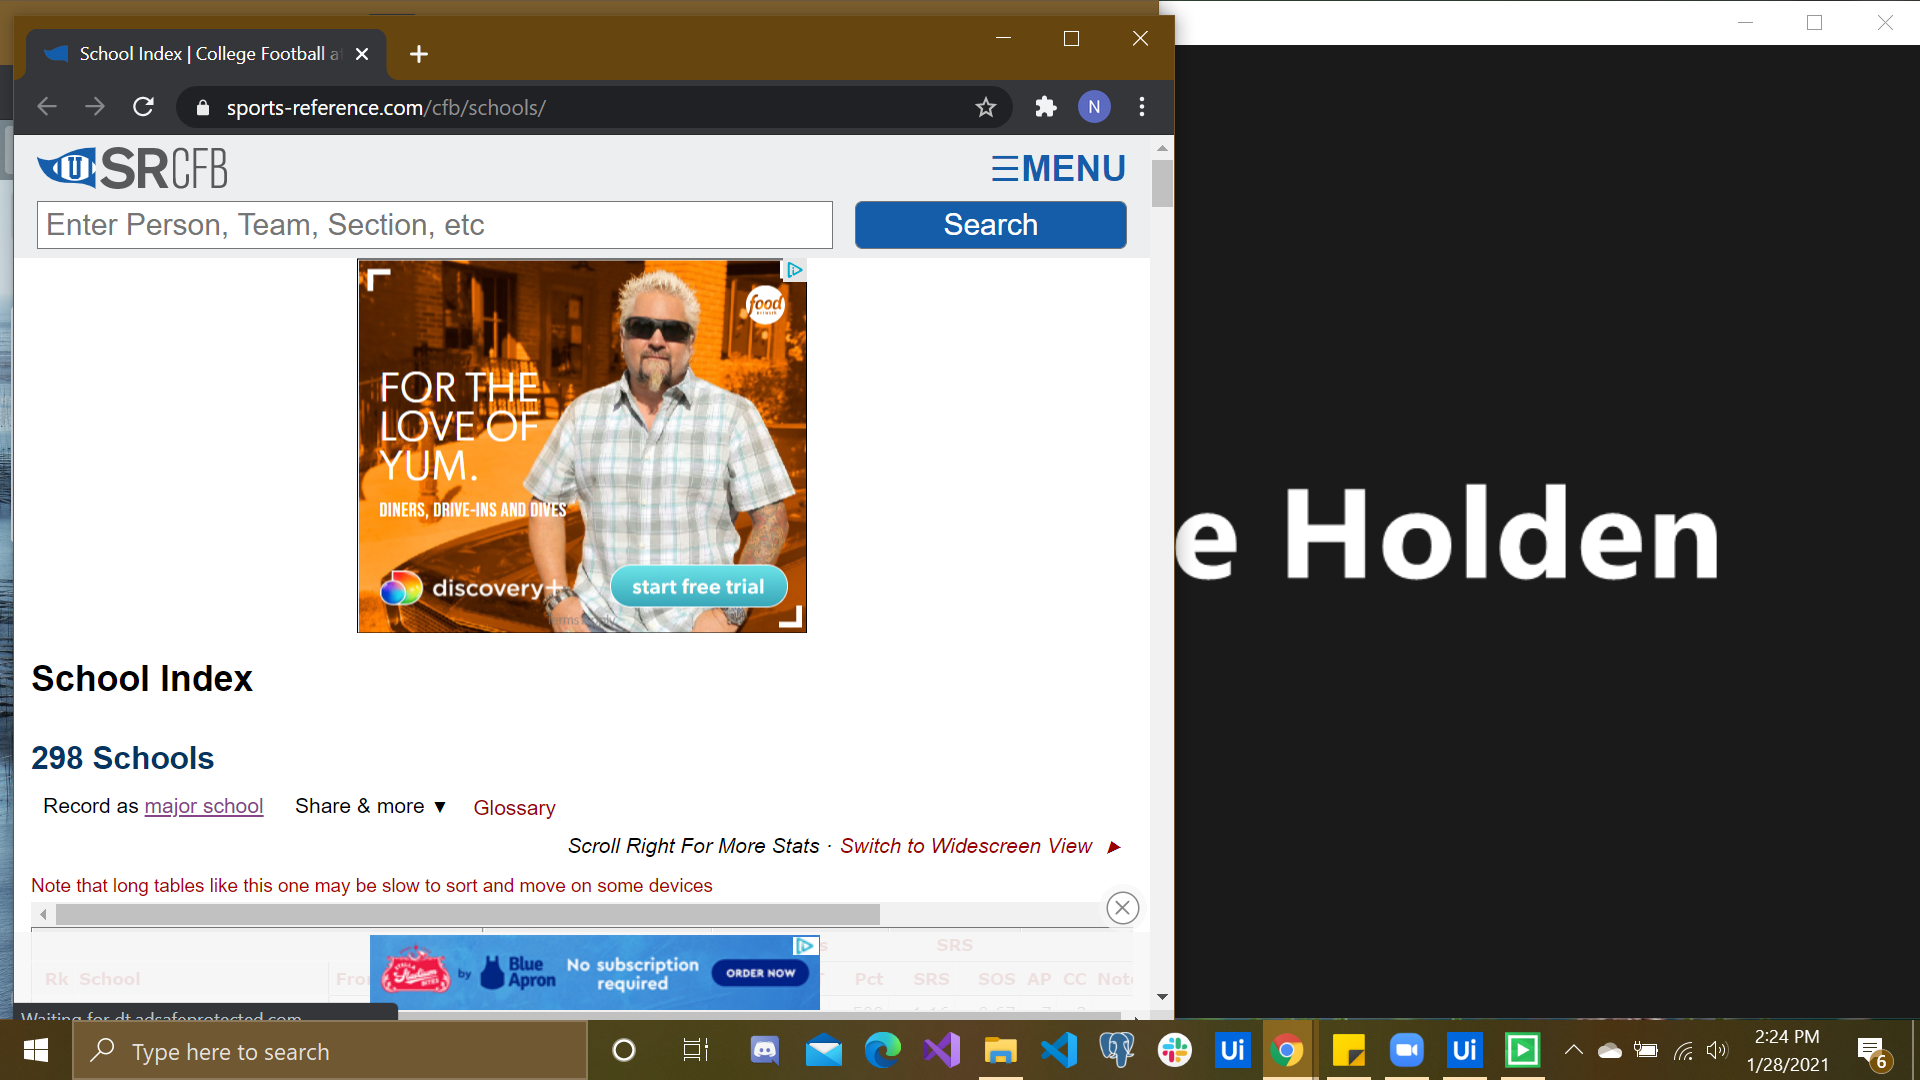 School Index | College Football a
sports-reference.com/cfb/schools/
N
U SRCFB
☰MENU
Enter Person, Team, Section, etc
Search
food
FOR THE
LOVE OF
YUM.
DINERS, DRIVE-INS AND DIVES
discovery+
start free trial
School Index
298 Schools
Record as major school
Share & more ▼
Glossary
Scroll Right For More Stats · Switch to Widescreen View ►
Note that long tables like this one may be slow to sort and move on some devices
SRS
Rk School Pct SRS SOS AP CC
by
Blue
Apron
No subscription
required
ORDER NOW
Waiting for dt.adsafeprotected.com
e Holden
Type here to search
Ui
Ui
2:24 PM
1/28/2021
6